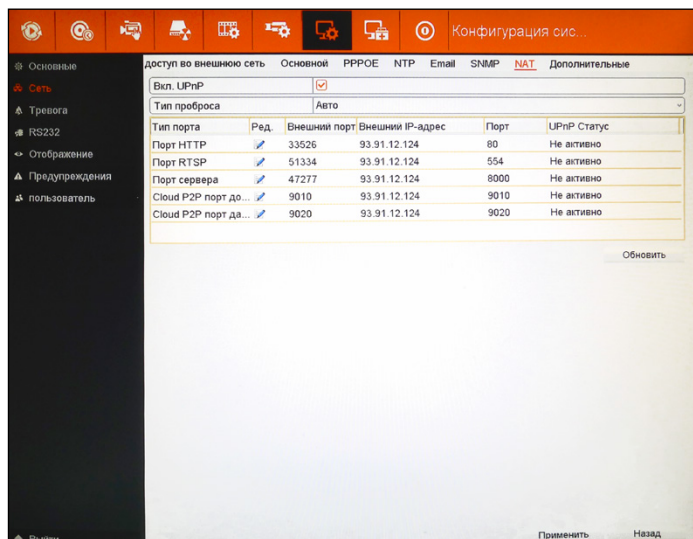 Конфигурация сис...
Основные
Сеть
Тревога
RS232
Отображение
Предупреждения
пользователь
доступ во внешнюю сеть Основной PPPOE NTP Email SNMP NAT Дополнительные
Вкл. UPnP
Тип проброса Авто
Тип порта Ред. Внешний порт Внешний IP-адрес Порт UPnP Статус
Порт HTTP 33526 93.91.12.124 80 Не активно
Порт RTSP 51334 93.91.12.124 554 Не активно
Порт сервера 47277 93.91.12.124 8000 Не активно
Cloud P2P порт до... 9010 93.91.12.124 9010 Не активно
Cloud P2P порт да... 9020 93.91.12.124 9020 Не активно
Обновить
Применить Назад